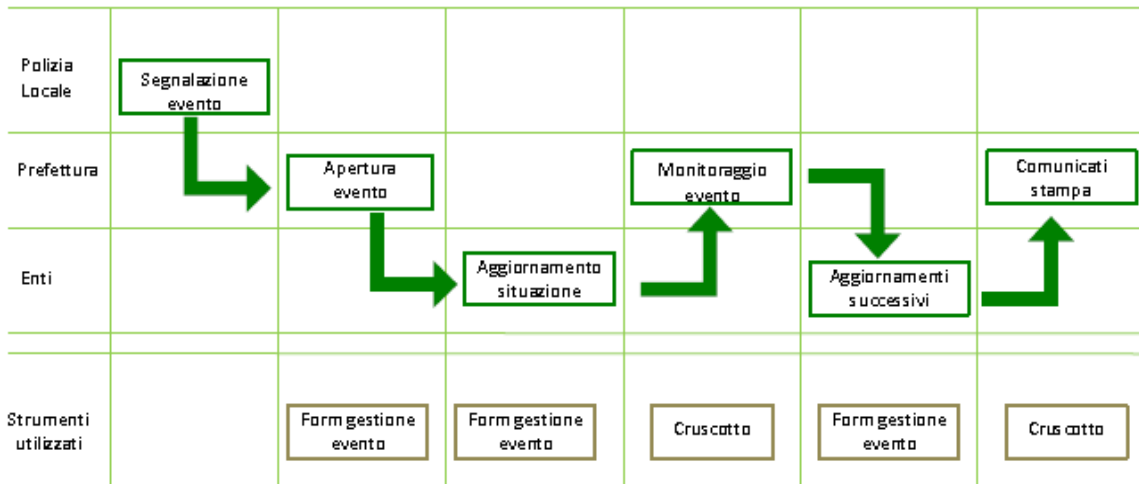 Polizia
Locale
Segnalazione
evento
Prefettura
Apertura
evento
Monitoraggio
evento
Comunicati
stampa
Enti
Aggiornamento
situazione
Aggiornamenti
successivi
Strumenti
utilizzati
Form gestione
evento
Form gestione
evento
Cruscotto
Form gestione
evento
Cruscotto